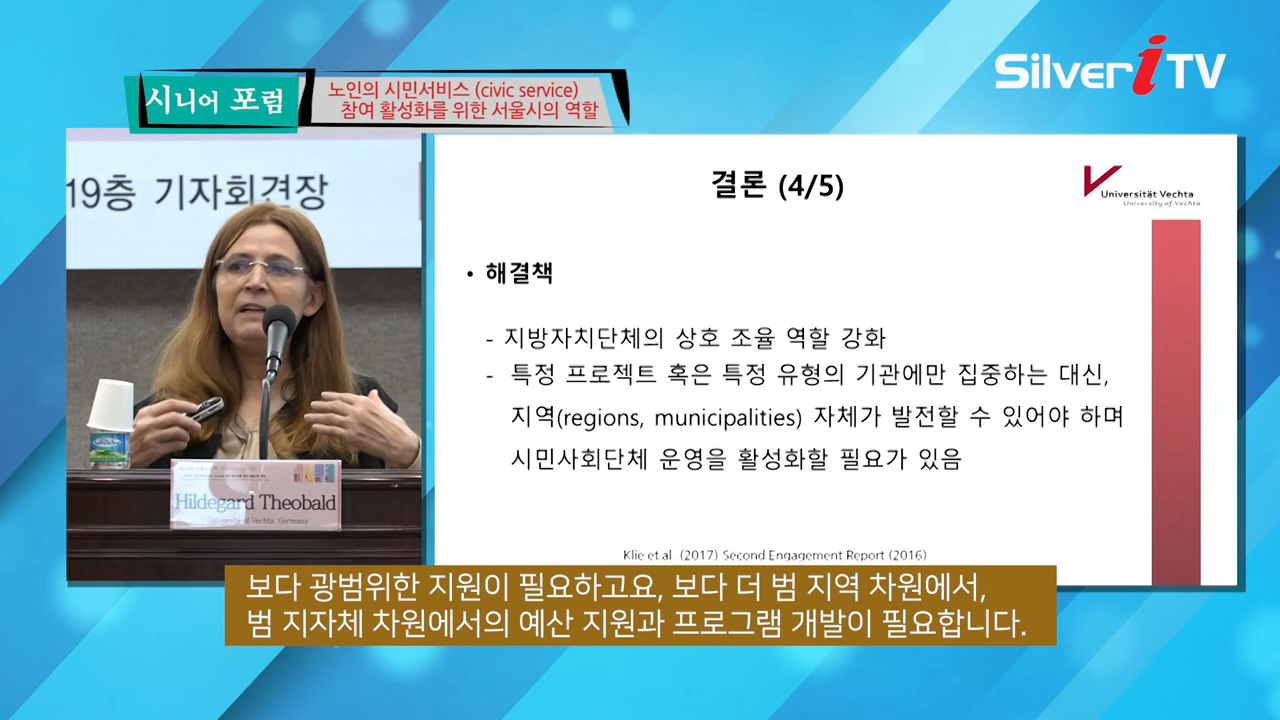 Silver i TV
시니어 포럼
노인의 시민서비스 (civic service)
참여 활성화를 위한 서울시의 역할
19층 기자회견장
Hildegard Theobald
University of Vechta, Germany
결론 (4/5)
Universität Vechta
University of Vechta
• 해결책
- 지방자치단체의 상호 조율 역할 강화
- 특정 프로젝트 혹은 특정 유형의 기관에만 집중하는 대신,
지역(regions, municipalities) 자체가 발전할 수 있어야 하며
시민사회단체 운영을 활성화할 필요가 있음
Klie et al (2017) Second Engagement Report (2016)
보다 광범위한 지원이 필요하고요, 보다 더 범 지역 차원에서,
범 지자체 차원에서의 예산 지원과 프로그램 개발이 필요합니다.